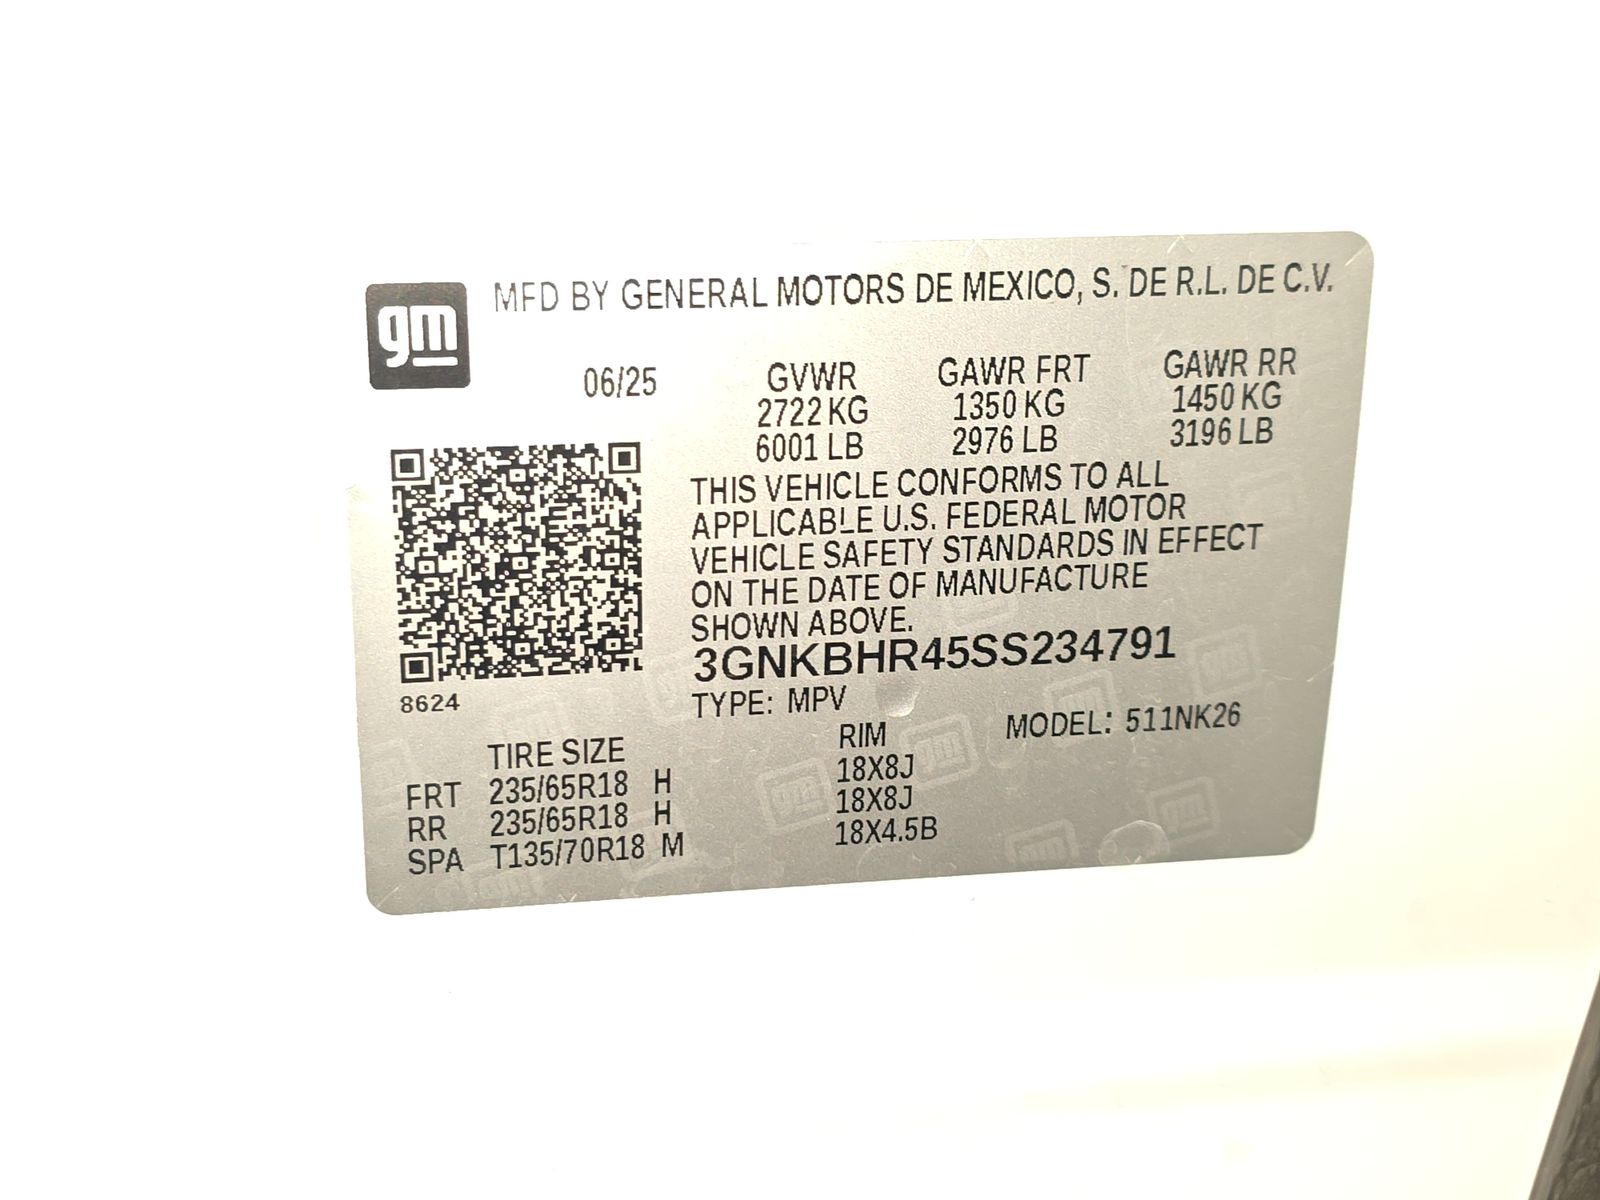 gm
MFD BY GENERAL MOTORS DE MEXICO, S. DE R.L. DE C.V.
06/25 GVWR GAWR FRT GAWR RR
2722 KG 1350 KG 1450 KG
6001 LB 2976 LB 3196 LB
THIS VEHICLE CONFORMS TO ALL
APPLICABLE U.S. FEDERAL MOTOR
VEHICLE SAFETY STANDARDS IN EFFECT
ON THE DATE OF MANUFACTURE
SHOWN ABOVE.
3GNKBHR45SS234791
8624
TYPE: MPV
MODEL: 511NK26
TIRE SIZE RIM
FRT 235/65R18 H 18X8J
RR 235/65R18 H 18X8J
SPA T135/70R18 M 18X4.5B